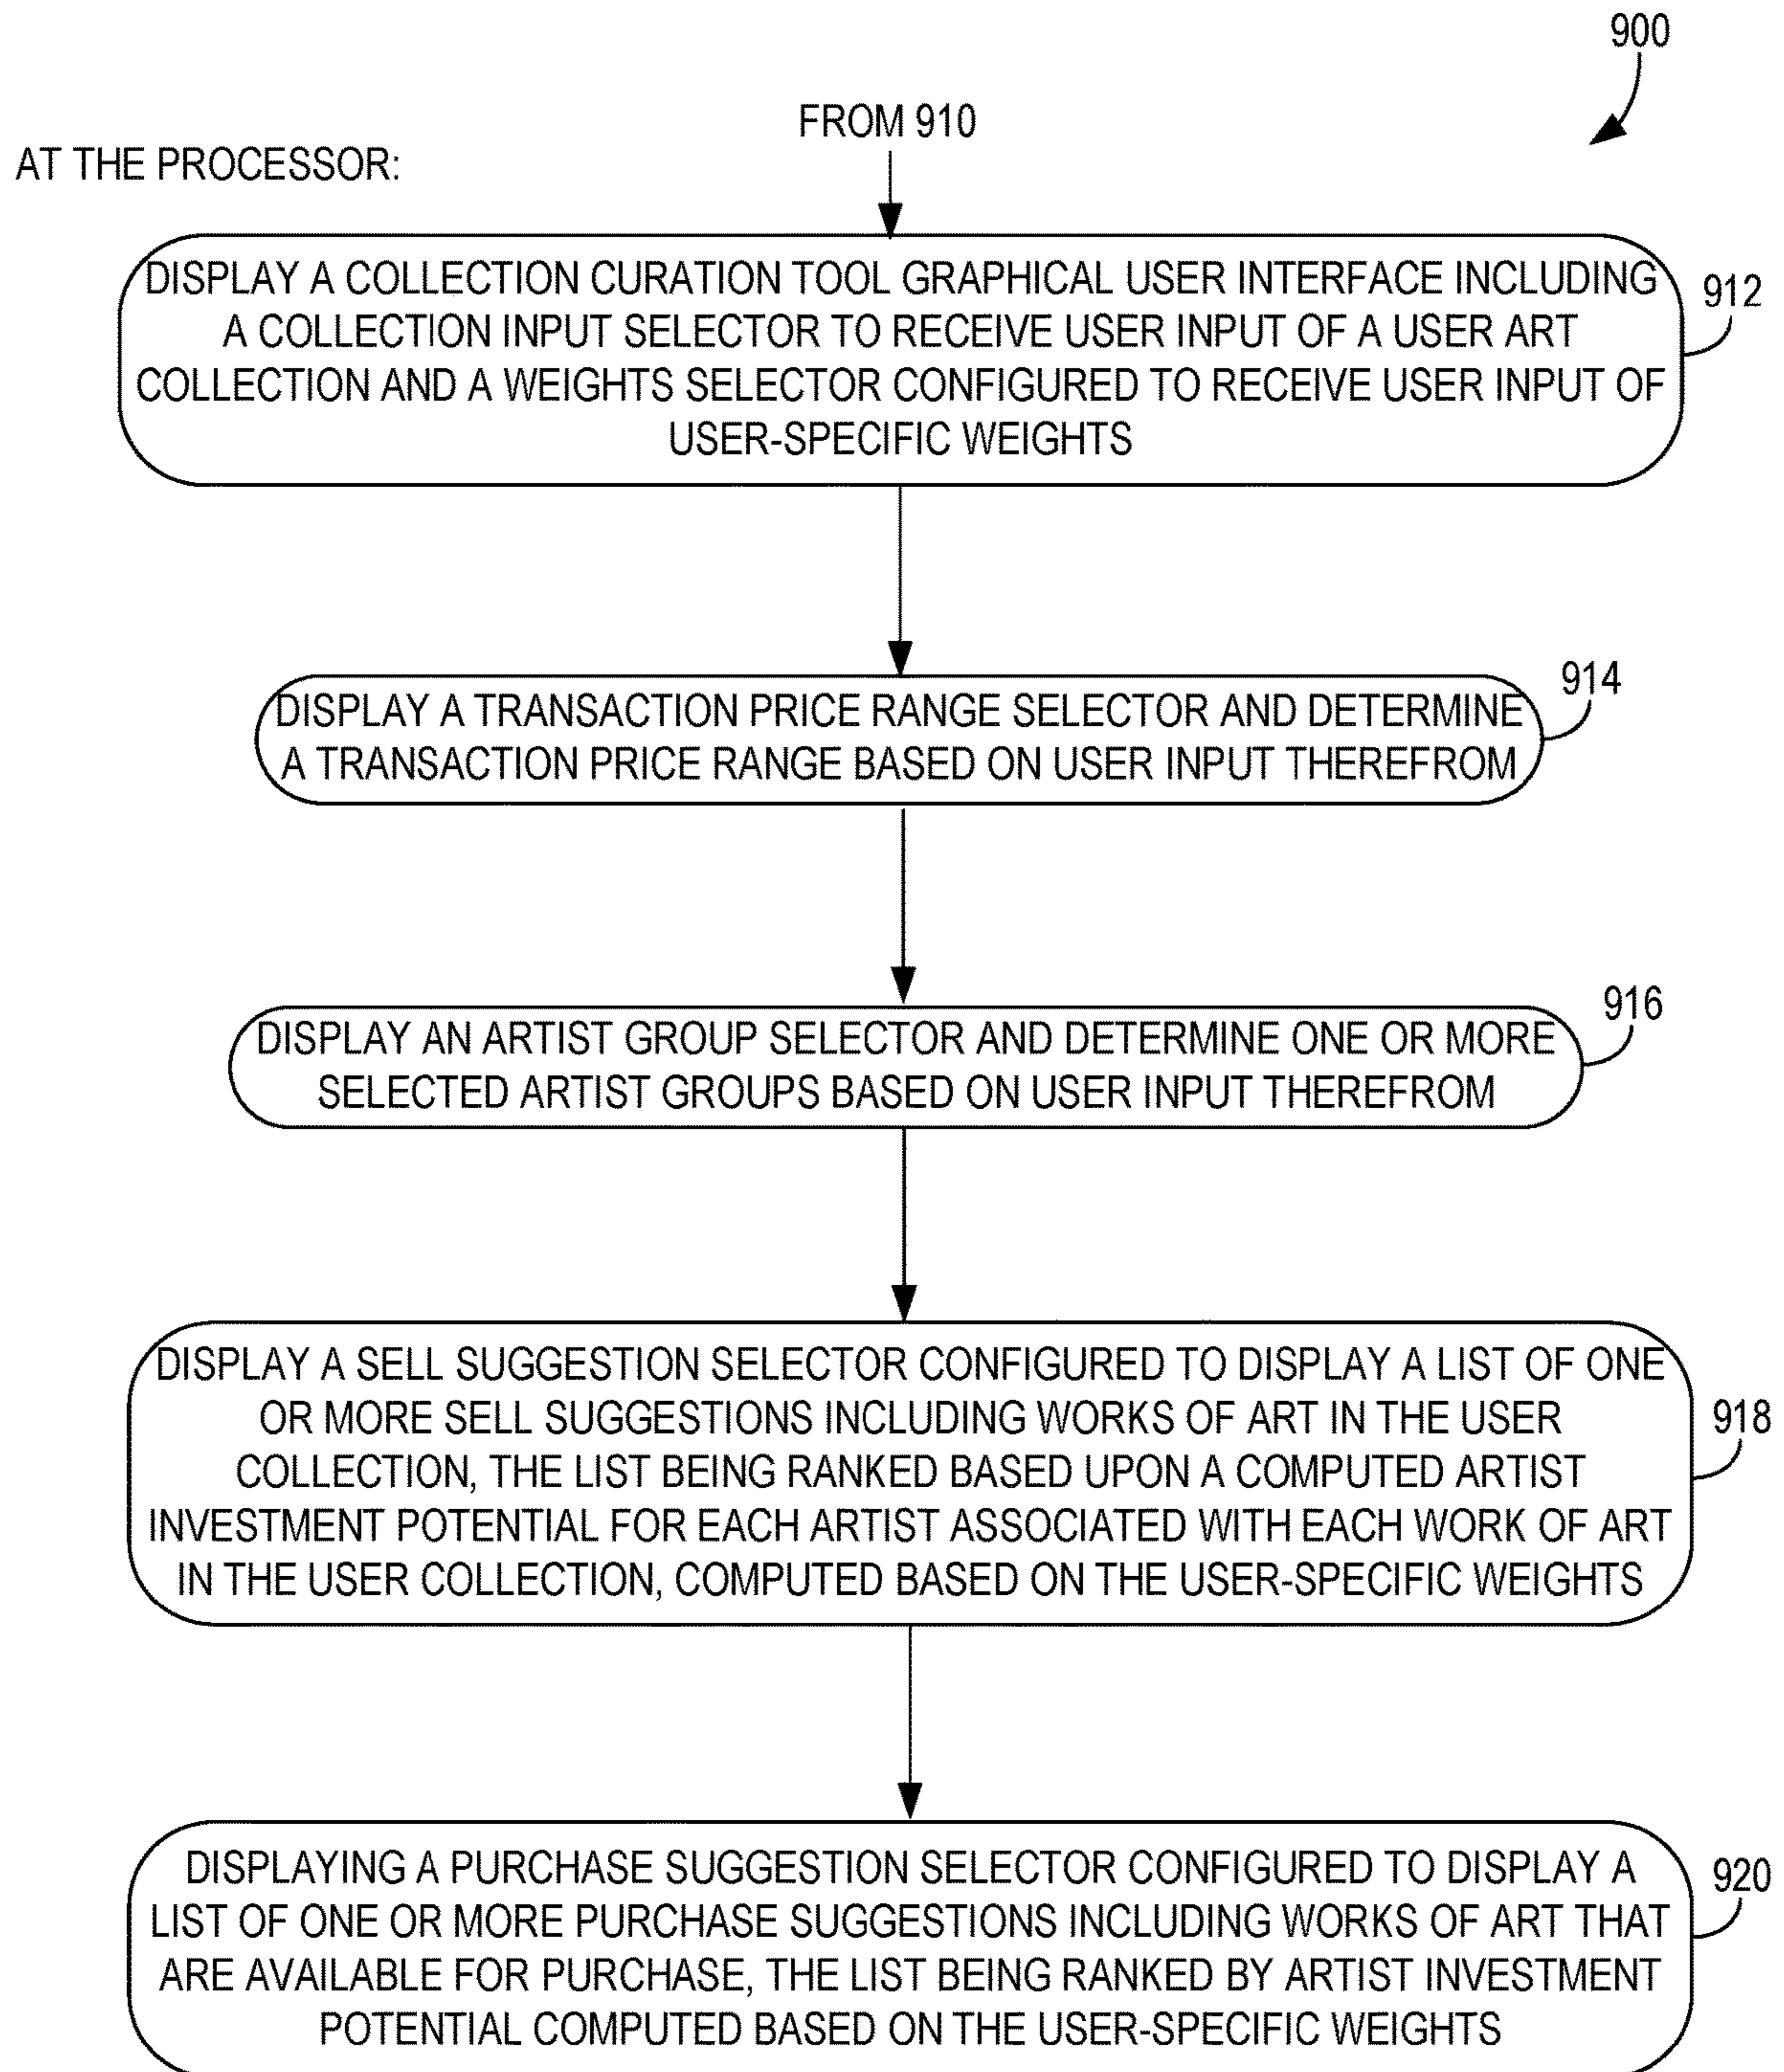 900
FROM 910
AT THE PROCESSOR:
DISPLAY A COLLECTION CURATION TOOL GRAPHICAL USER INTERFACE INCLUDING
A COLLECTION INPUT SELECTOR TO RECEIVE USER INPUT OF A USER ART
COLLECTION AND A WEIGHTS SELECTOR CONFIGURED TO RECEIVE USER INPUT OF
USER-SPECIFIC WEIGHTS
912
DISPLAY A TRANSACTION PRICE RANGE SELECTOR AND DETERMINE
A TRANSACTION PRICE RANGE BASED ON USER INPUT THEREFROM
914
DISPLAY AN ARTIST GROUP SELECTOR AND DETERMINE ONE OR MORE
SELECTED ARTIST GROUPS BASED ON USER INPUT THEREFROM
916
DISPLAY A SELL SUGGESTION SELECTOR CONFIGURED TO DISPLAY A LIST OF ONE
OR MORE SELL SUGGESTIONS INCLUDING WORKS OF ART IN THE USER
COLLECTION, THE LIST BEING RANKED BASED UPON A COMPUTED ARTIST
INVESTMENT POTENTIAL FOR EACH ARTIST ASSOCIATED WITH EACH WORK OF ART
IN THE USER COLLECTION, COMPUTED BASED ON THE USER-SPECIFIC WEIGHTS
918
DISPLAYING A PURCHASE SUGGESTION SELECTOR CONFIGURED TO DISPLAY A
LIST OF ONE OR MORE PURCHASE SUGGESTIONS INCLUDING WORKS OF ART THAT
ARE AVAILABLE FOR PURCHASE, THE LIST BEING RANKED BY ARTIST INVESTMENT
POTENTIAL COMPUTED BASED ON THE USER-SPECIFIC WEIGHTS
920